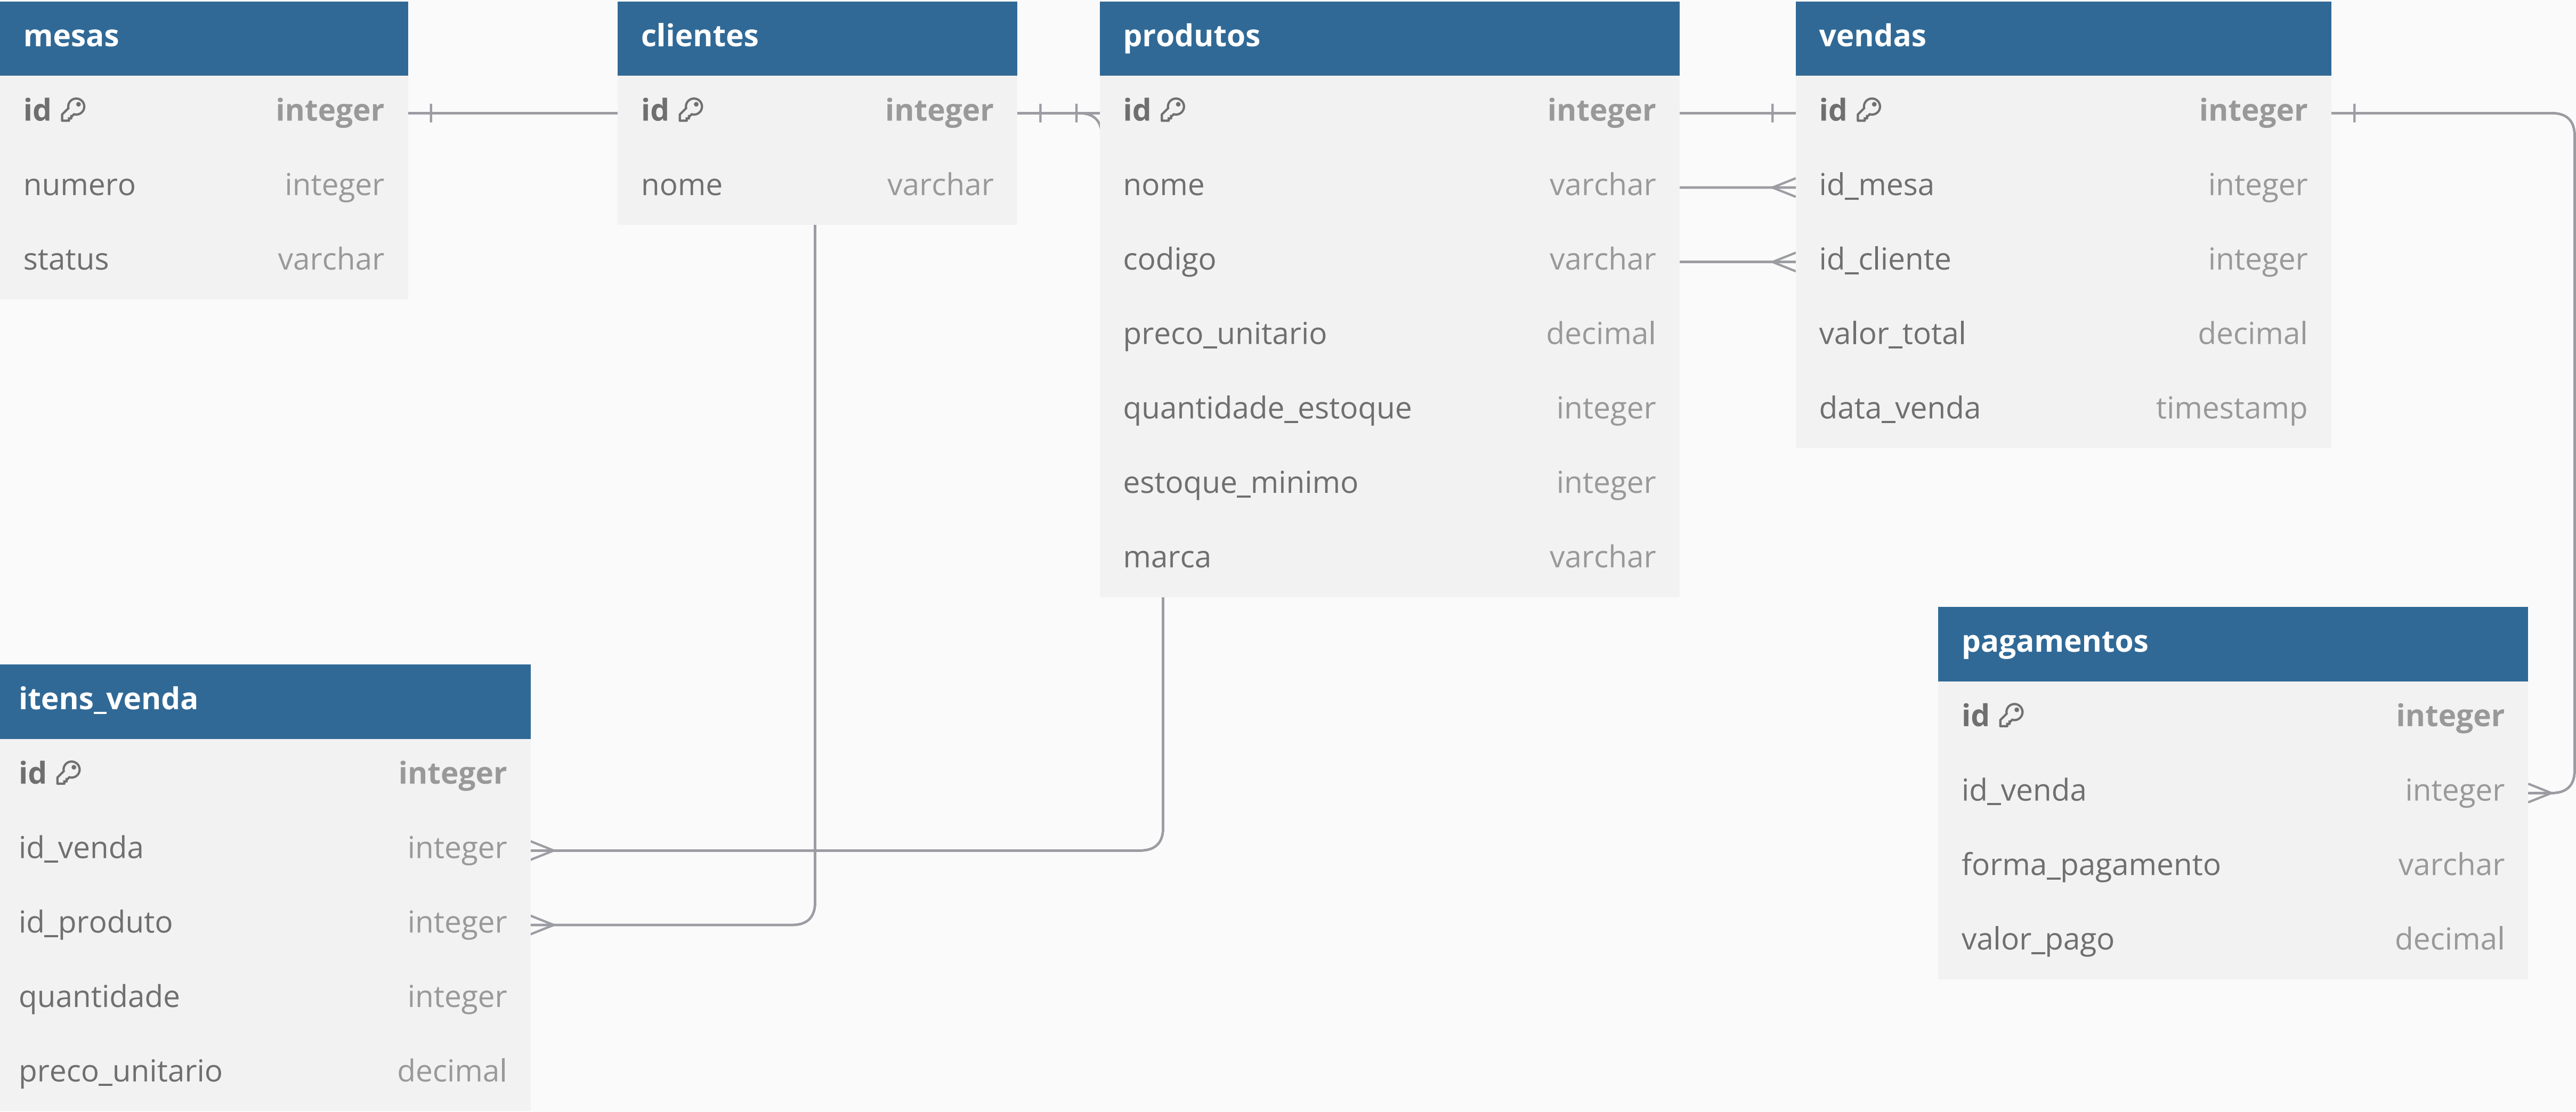 mesas
id integer
numero integer
status varchar
clientes
id integer
nome varchar
produtos
id integer
nome varchar
codigo varchar
preco_unitario decimal
quantidade_estoque integer
estoque_minimo integer
marca varchar
vendas
id integer
id_mesa integer
id_cliente integer
valor_total decimal
data_venda timestamp
itens_venda
id integer
id_venda integer
id_produto integer
quantidade integer
preco_unitario decimal
pagamentos
id integer
id_venda integer
forma_pagamento varchar
valor_pago decimal